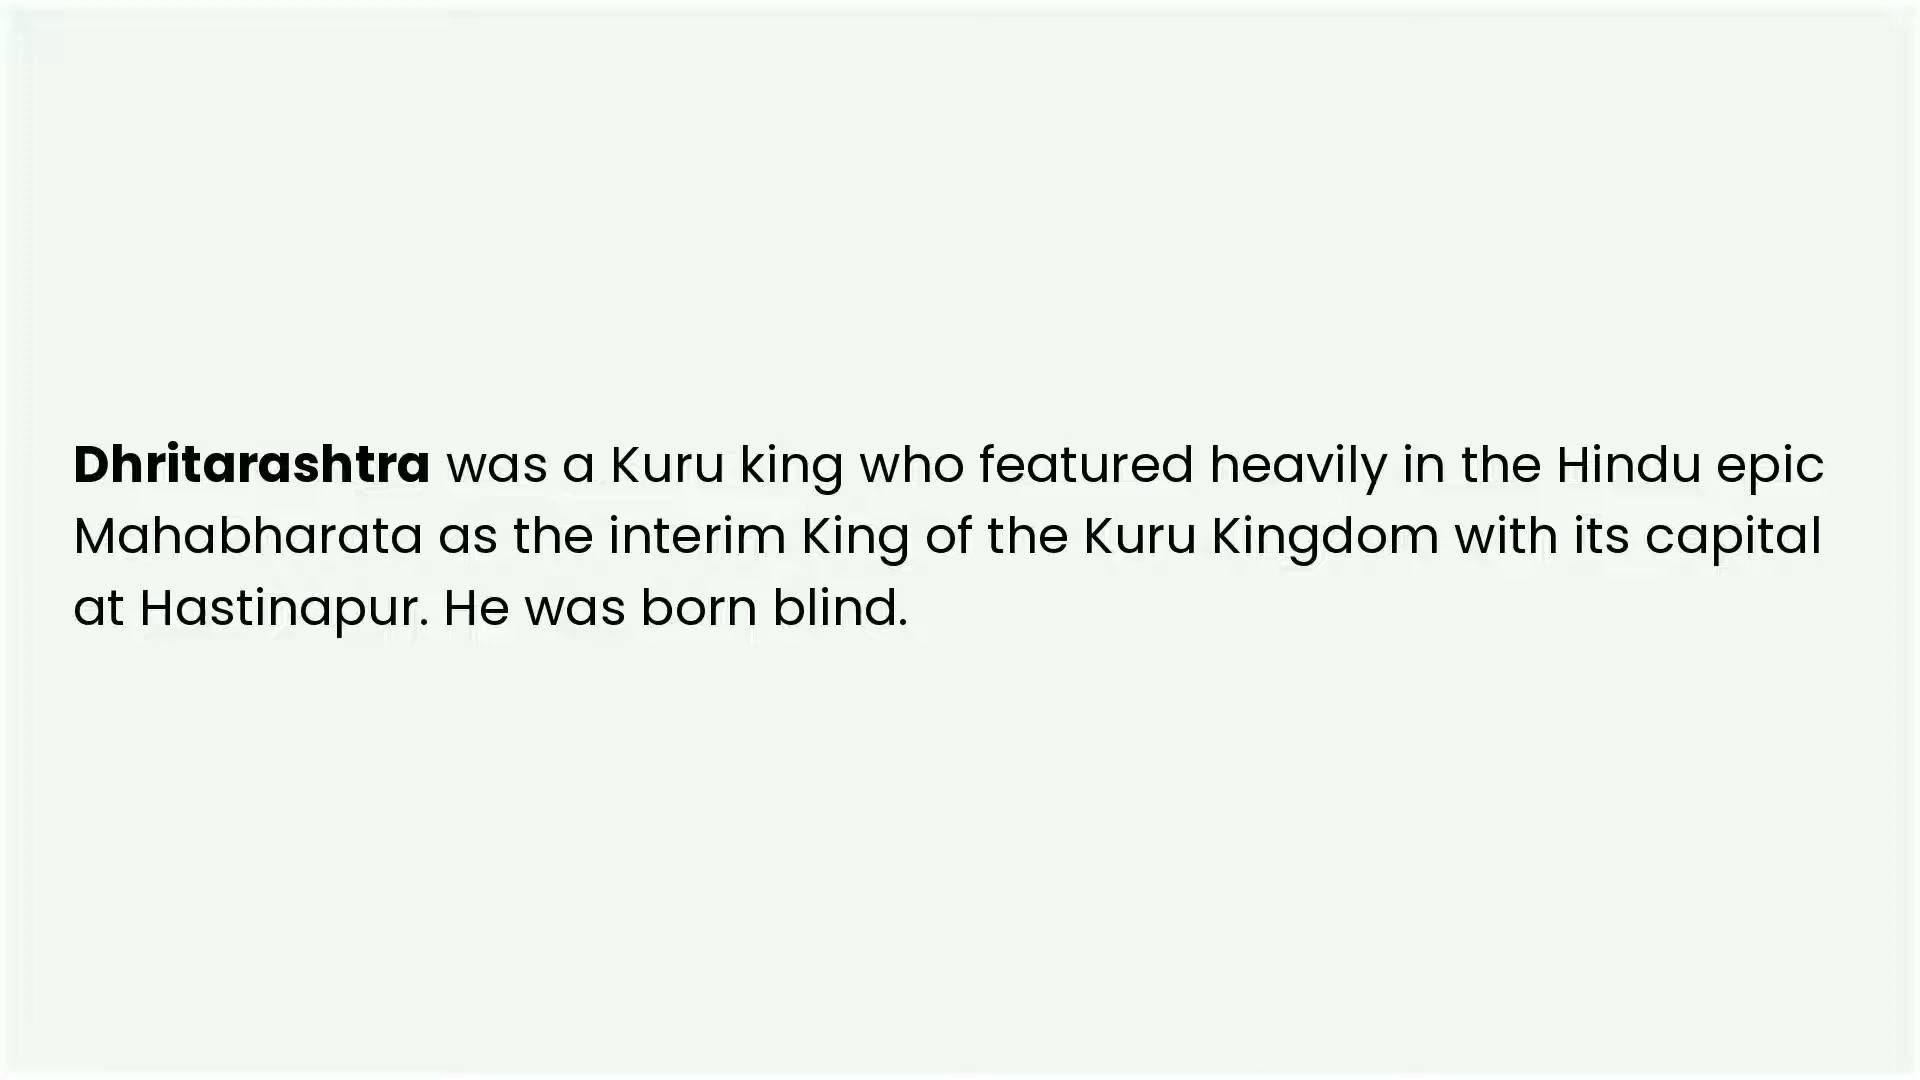 Dhritarashtra was a Kuru king who featured heavily in the Hindu epic
Mahabharata as the interim King of the Kuru Kingdom with its capital
at Hastinapur. He was born blind.